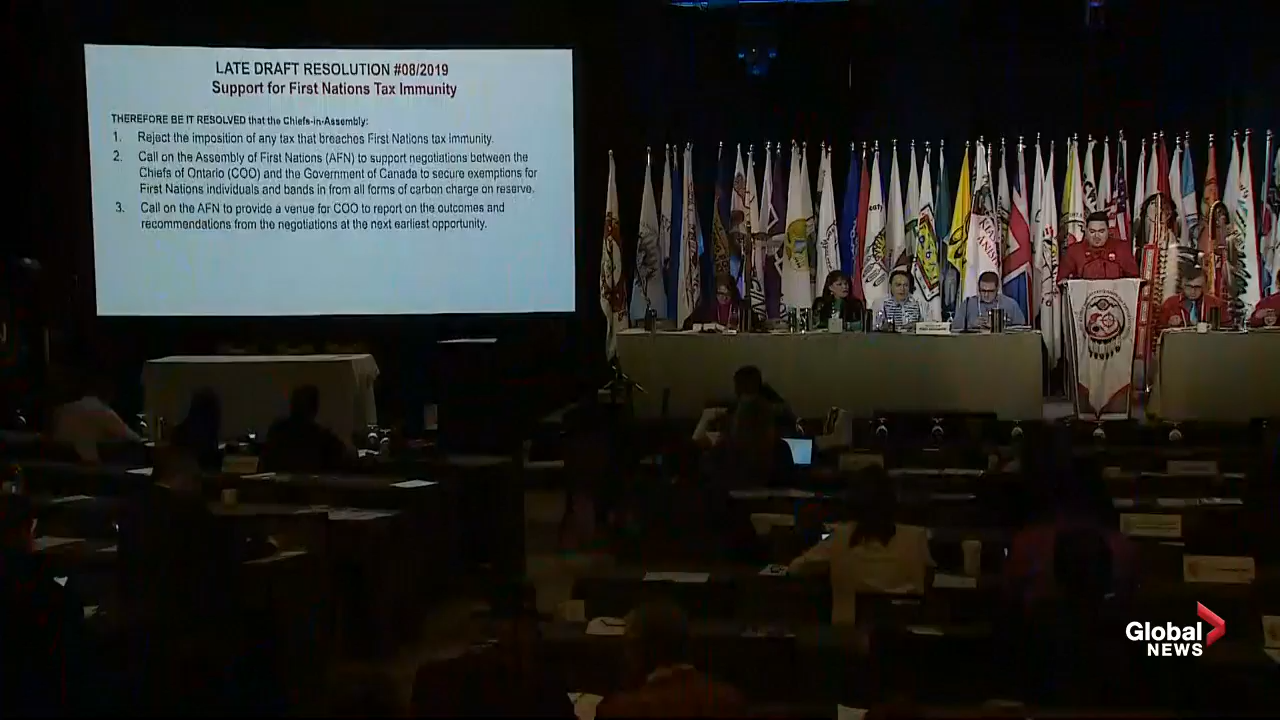 LATE DRAFT RESOLUTION #08/2019
Support for First Nations Tax Immunity
THEREFORE BE IT RESOLVED that the Chiefs-in-Assembly:
1. Reject the imposition of any tax that breaches First Nations tax immunity.
2. Call on the Assembly of First Nations (AFN) to support negotiations between the
Chiefs of Ontario (COO) and the Government of Canada to secure exemptions for
First Nations individuals and bands in from all forms of carbon charge on reserve.
3. Call on the AFN to provide a venue for COO to report on the outcomes and
recommendations from the negotiations at the next earliest opportunity.
Global
NEWS